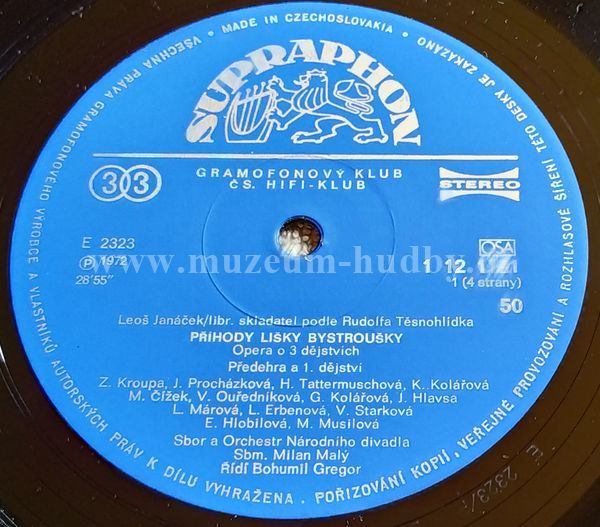 VŠECHNA PRÁVA GRAMOFONOVÉHO VÝROBCE A VLASTNÍKŮ AUTORSKÝCH PRÁV K DÍLU VYHRAŽENA . POŘIZOVÁNÍ KOPIÍ, VEŘEJNÉ PROVOZOVÁNÍ A ROZHLASOVÉ ŠÍŘENÍ TÉTO DESKY JE ZAKÁZÁNO
MADE IN CZECHOSLOVAKIA
SUPRAPHON
GRAMOFONOVÝ KLUB
ČS. HIFI-KLUB
33
STEREO
E 2323
OSA
℗ 1972
www.muzeum-hudby.cz
1 12
28′55″
1 (4 strany)
50
Leoš Janáček/libr. skladatel podle Rudolfa Těsnohlídka
PŘÍHODY LIŠKY BYSTROUŠKY
Opera o 3 dějstvích
Předehra a 1. dějství
Z. Kroupa, J. Procházková, H. Tattermuschová, K. Kolářová
M. Čížek, V. Ouředníková, G. Kolářová, J. Hlavsa
L. Márová, L. Erbenová, V. Starková
E. Hlobilová, M. Musilová
Sbor a Orchestr Národního divadla
Sbm. Milan Malý
Řídí Bohumil Gregor
E 2323/1